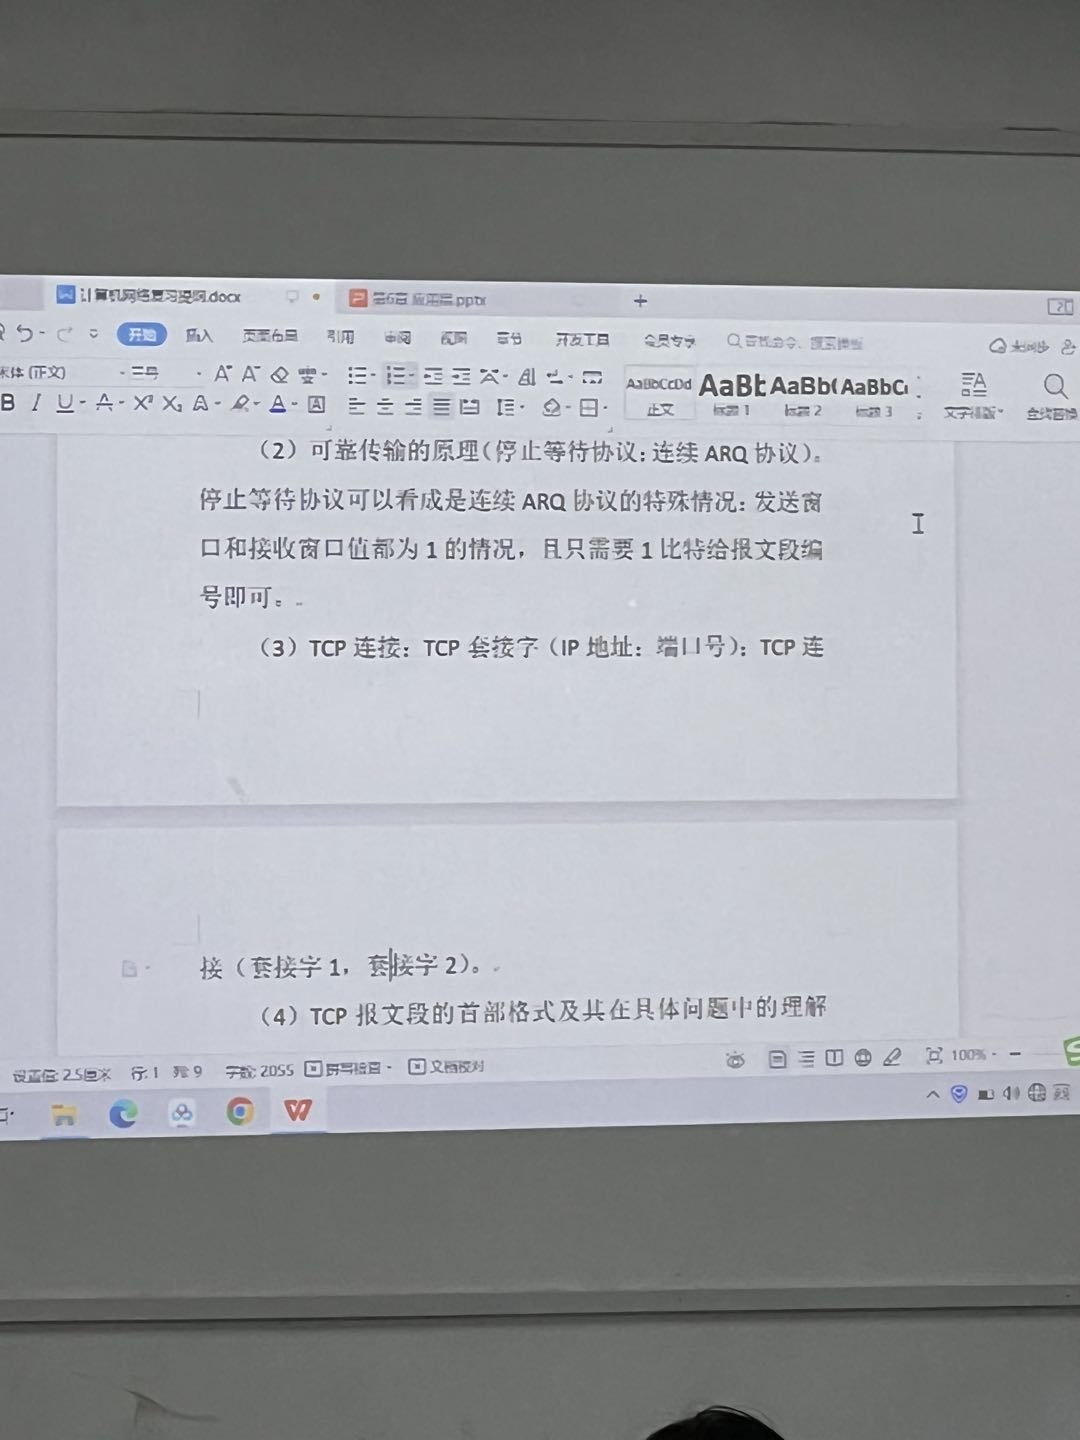 计算机网络复习提纲.docx
第6章 应用层.pptx
开始 插入 页面布局 引用 审阅 视图 章节 开发工具 会员专享 查找命令、搜索模板 未同步
宋体 (正文) 三号 A+ A-
AaBbCcDd AaBb AaBb( AaBbC
正文 标题 1 标题 2 标题 3 文字排版 查找替换
B I U A X² X₂ A A A
（2）可靠传输的原理（停止等待协议；连续 ARQ 协议）。
停止等待协议可以看成是连续 ARQ 协议的特殊情况：发送窗
口和接收窗口值都为 1 的情况，且只需要 1 比特给报文段编
号即可。
（3）TCP 连接：TCP 套接字（IP 地址：端口号）；TCP 连
接（套接字 1，套接字 2）。
（4）TCP 报文段的首部格式及其在具体问题中的理解
设置值: 2.5厘米 行: 1 列: 9 字数: 2055 拼写检查 文档校对 100%